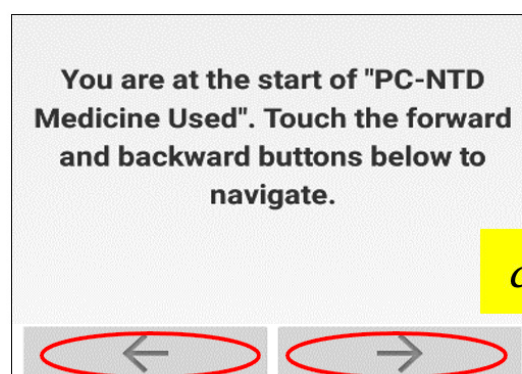 You are at the start of "PC-NTD
Medicine Used". Touch the forward
and backward buttons below to
navigate.